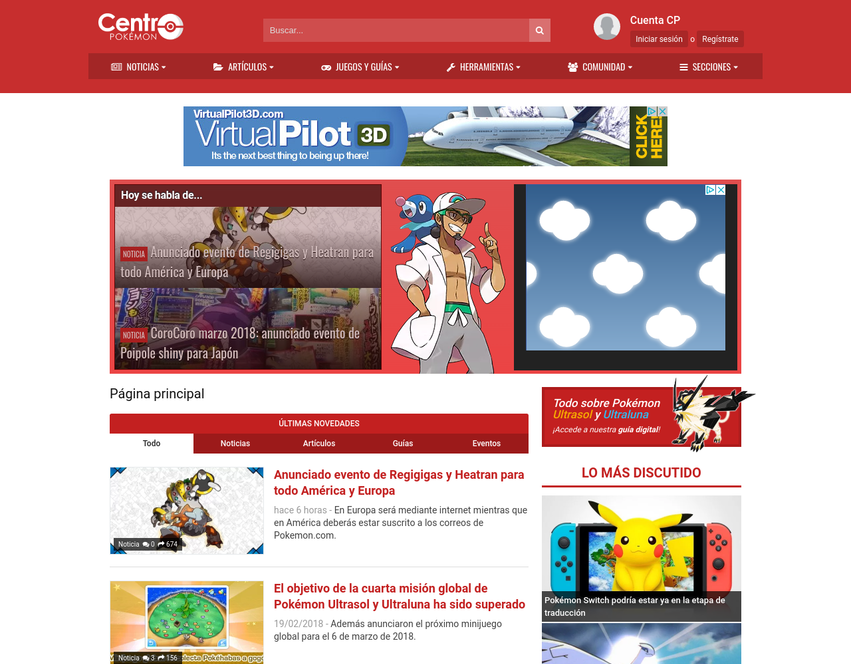 Centro
POKÉMON
Buscar...
Cuenta CP
Iniciar sesión o Regístrate
NOTICIAS
ARTÍCULOS
JUEGOS Y GUÍAS
HERRAMIENTAS
COMUNIDAD
SECCIONES
VirtualPilot3D.com
VirtualPilot 3D
Its the next best thing to being up there!
CLICK
HERE!
Hoy se habla de...
NOTICIA Anunciado evento de Regigigas y Heatran para
todo América y Europa
NOTICIA CoroCoro marzo 2018: anunciado evento de
Poipole shiny para Japón
Página principal
ÚLTIMAS NOVEDADES
Todo
Noticias
Artículos
Guías
Eventos
Anunciado evento de Regigigas y Heatran para
todo América y Europa
hace 6 horas - En Europa será mediante internet mientras que
en América deberás estar suscrito a los correos de
Pokemon.com.
Noticia 0 674
El objetivo de la cuarta misión global de
Pokémon Ultrasol y Ultraluna ha sido superado
19/02/2018 - Además anunciaron el próximo minijuego
global para el 6 de marzo de 2018.
Noticia 3 156
Todo sobre Pokémon
Ultrasol y Ultraluna
¡Accede a nuestra guía digital!
LO MÁS DISCUTIDO
Pokémon Switch podría estar ya en la etapa de
traducción